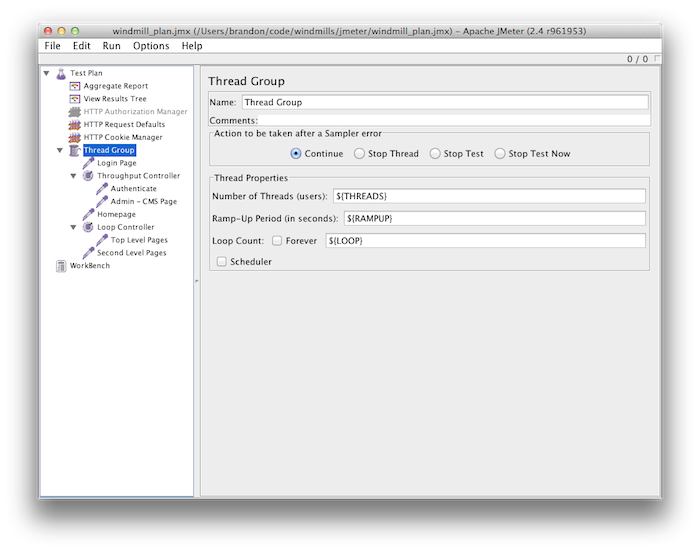 windmill_plan.jmx (/Users/brandon/code/windmills/jmeter/windmill_plan.jmx) – Apache JMeter (2.4 r961953)
File Edit Run Options Help
0 / 0
Test Plan
Aggregate Report
View Results Tree
HTTP Authorization Manager
HTTP Request Defaults
HTTP Cookie Manager
Thread Group
Login Page
Throughput Controller
Authenticate
Admin – CMS Page
Homepage
Loop Controller
Top Level Pages
Second Level Pages
WorkBench
Thread Group
Name: Thread Group
Comments:
Action to be taken after a Sampler error
Continue Stop Thread Stop Test Stop Test Now
Thread Properties
Number of Threads (users): ${THREADS}
Ramp-Up Period (in seconds): ${RAMPUP}
Loop Count: Forever ${LOOP}
Scheduler